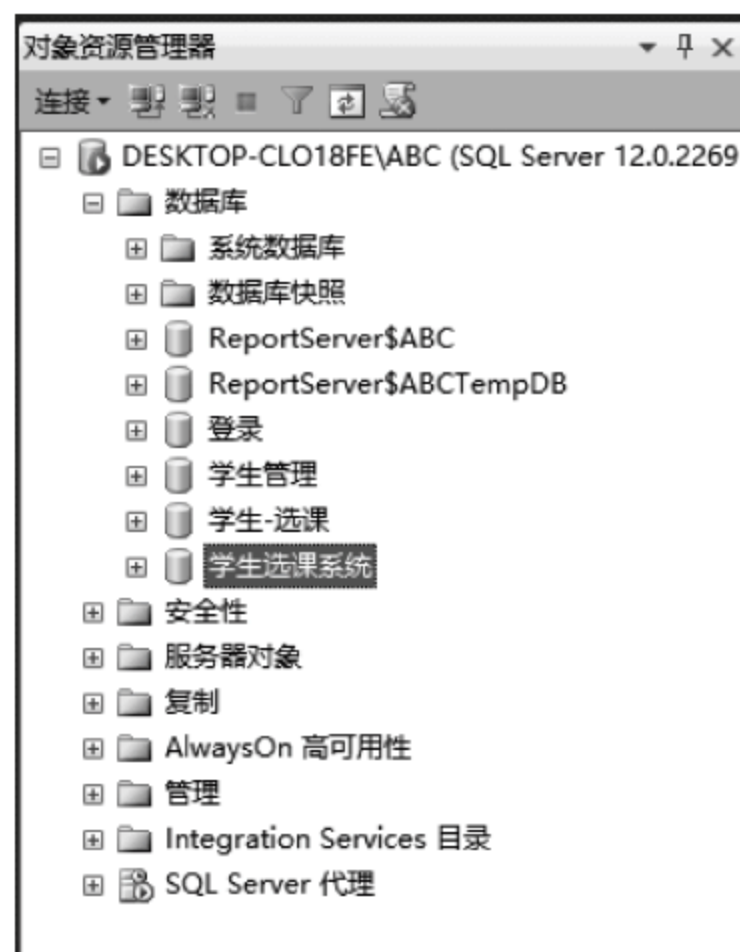 对象资源管理器
连接
DESKTOP-CLO18FE\ABC (SQL Server 12.0.2269
数据库
系统数据库
数据库快照
ReportServer$ABC
ReportServer$ABCTempDB
登录
学生管理
学生-选课
学生选课系统
安全性
服务器对象
复制
AlwaysOn 高可用性
管理
Integration Services 目录
SQL Server 代理